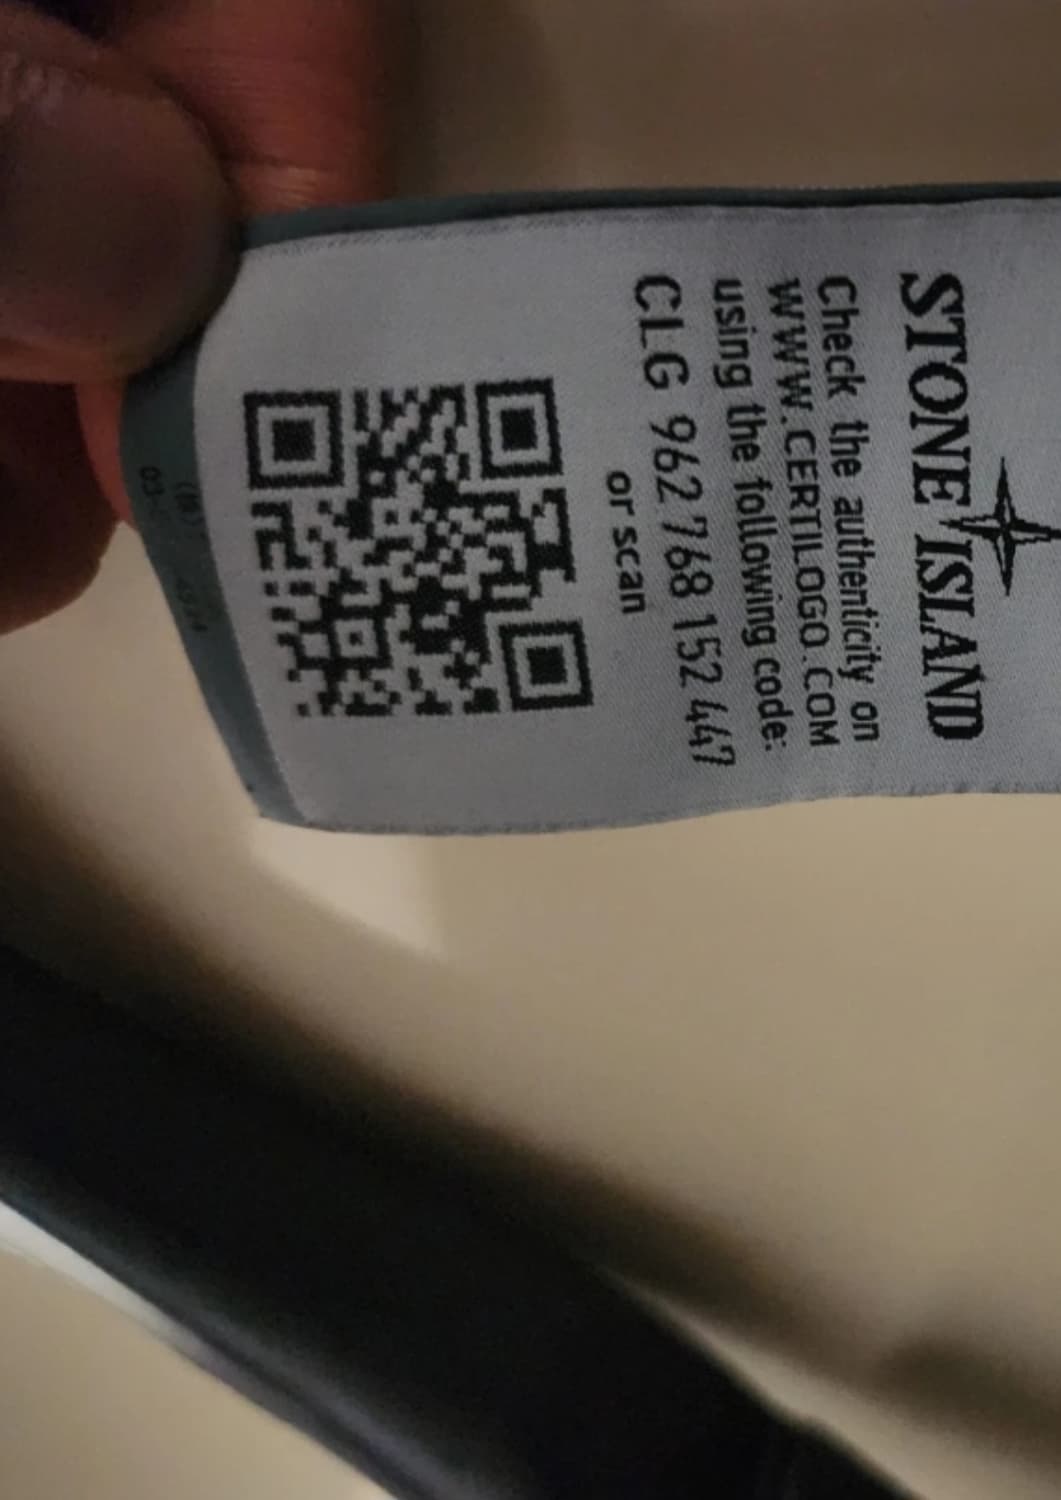 STONE ISLAND
Check the authenticity on
WWW.CERTILOGO.COM
using the following code:
CLG 962 768 152 447
or scan